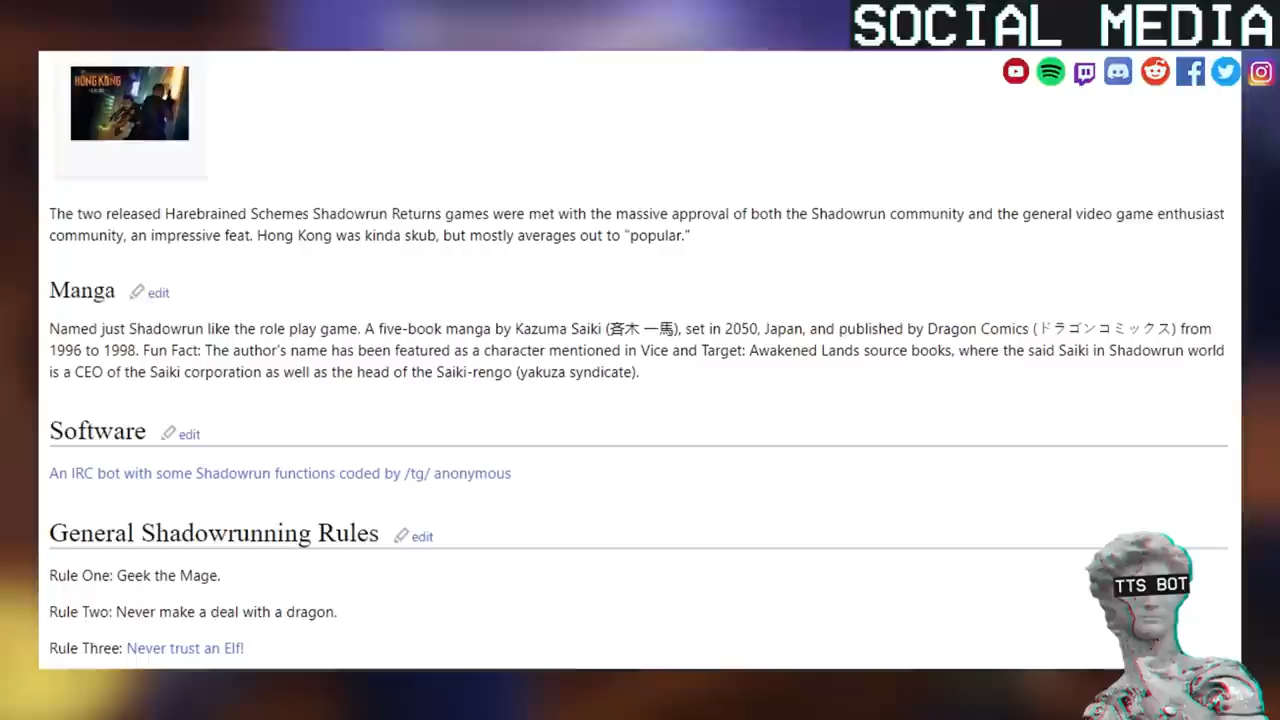 SOCIAL MEDIA
HONG KONG
The two released Harebrained Schemes Shadowrun Returns games were met with the massive approval of both the Shadowrun community and the general video game enthusiast
community, an impressive feat. Hong Kong was kinda skub, but mostly averages out to "popular."
Manga edit
Named just Shadowrun like the role play game. A five-book manga by Kazuma Saiki (斉木 一馬), set in 2050, Japan, and published by Dragon Comics (ドラゴンコミックス) from
1996 to 1998. Fun Fact: The author's name has been featured as a character mentioned in Vice and Target: Awakened Lands source books, where the said Saiki in Shadowrun world
is a CEO of the Saiki corporation as well as the head of the Saiki-rengo (yakuza syndicate).
Software edit
An IRC bot with some Shadowrun functions coded by /tg/ anonymous
General Shadowrunning Rules edit
Rule One: Geek the Mage.
Rule Two: Never make a deal with a dragon.
Rule Three: Never trust an Elf!
TTS BOT